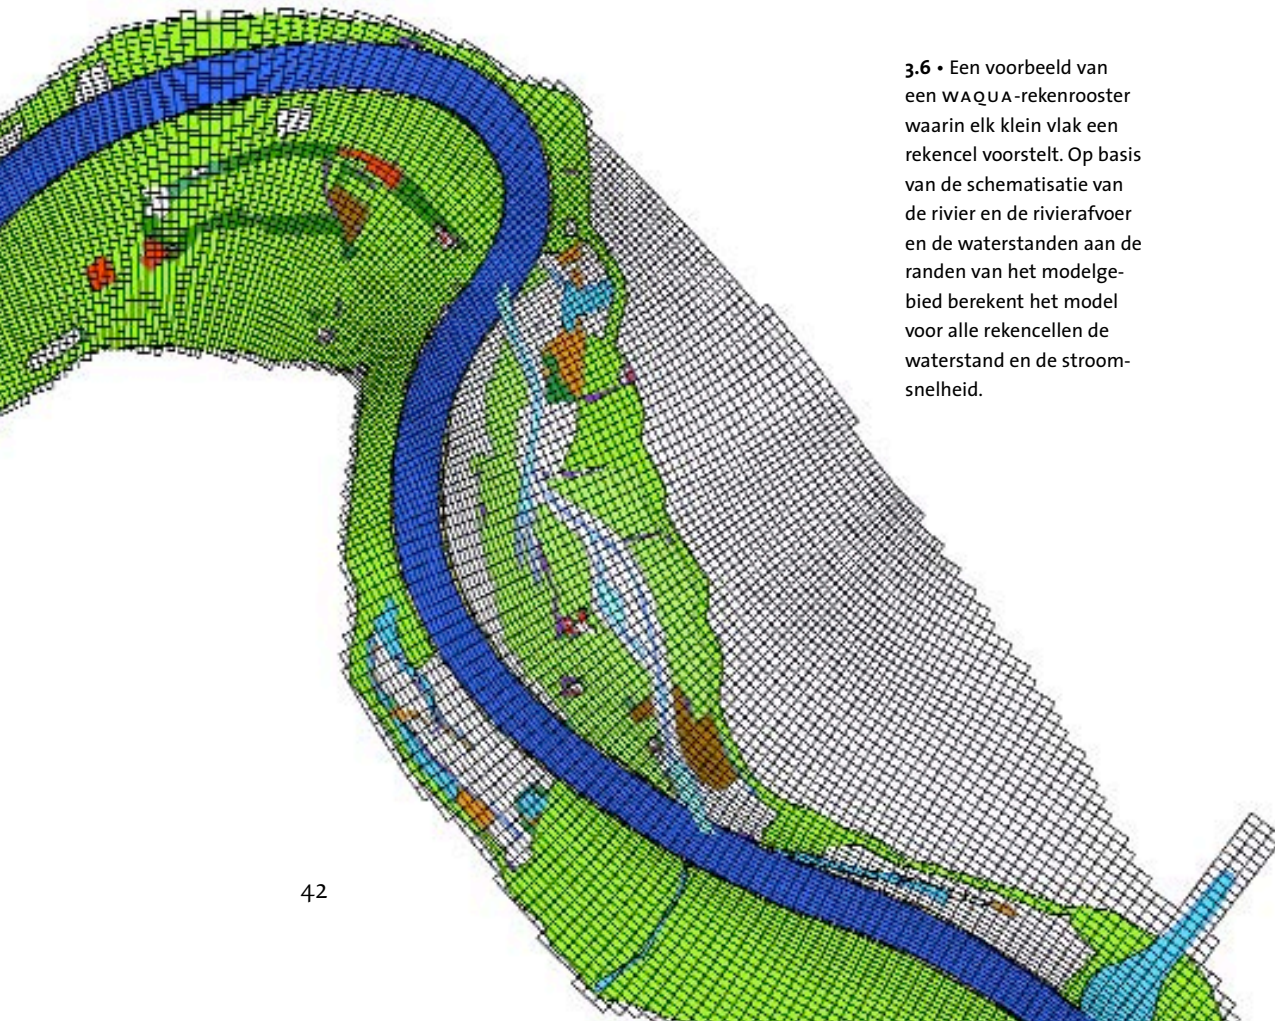 3.6 • Een voorbeeld van
een WAQUA-rekenrooster
waarin elk klein vlak een
rekencel voorstelt. Op basis
van de schematisatie van
de rivier en de rivierafvoer
en de waterstanden aan de
randen van het modelge-
bied berekent het model
voor alle rekencellen de
waterstand en de stroom-
snelheid.
42